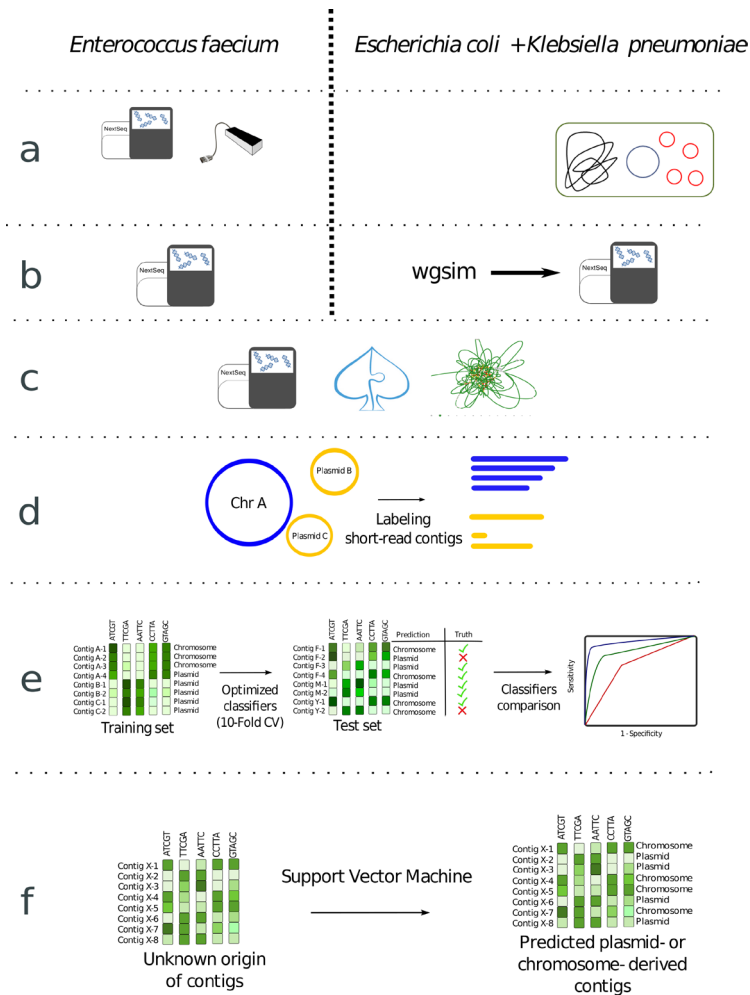 Enterococcus faecium
Escherichia coli + Klebsiella pneumoniae
a
NextSeq
b
NextSeq
wgsim
NextSeq
c
NextSeq
d
Chr A
Plasmid B
Plasmid C
Labeling
short-read contigs
e
ATCGT TTCGA AATTC CCTTA GTAGC
Contig A-1 Chromosome
Contig A-2 Chromosome
Contig A-3 Chromosome
Contig A-4 Plasmid
Contig B-1 Plasmid
Contig B-2 Plasmid
Contig C-1 Plasmid
Contig C-2 Plasmid
Training set
Optimized
classifiers
(10-Fold CV)
ATCGT TTCGA AATTC CCTTA GTAGC
Prediction Truth
Contig F-1 Chromosome
Contig F-2 Plasmid
Contig F-3 Plasmid
Contig F-4 Chromosome
Contig M-1 Plasmid
Contig M-2 Plasmid
Contig Y-1 Chromosome
Contig Y-2 Chromosome
Test set
Classifiers
comparison
Sensitivity
1 - Specificity
f
ATCGT TTCGA AATTC CCTTA GTAGC
Contig X-1
Contig X-2
Contig X-3
Contig X-4
Contig X-5
Contig X-6
Contig X-7
Contig X-8
Unknown origin
of contigs
Support Vector Machine
ATCGT TTCGA AATTC CCTTA GTAGC
Contig X-1 Chromosome
Contig X-2 Plasmid
Contig X-3 Plasmid
Contig X-4 Chromosome
Contig X-5 Chromosome
Contig X-6 Plasmid
Contig X-7 Chromosome
Contig X-8 Plasmid
Predicted plasmid- or
chromosome- derived
contigs